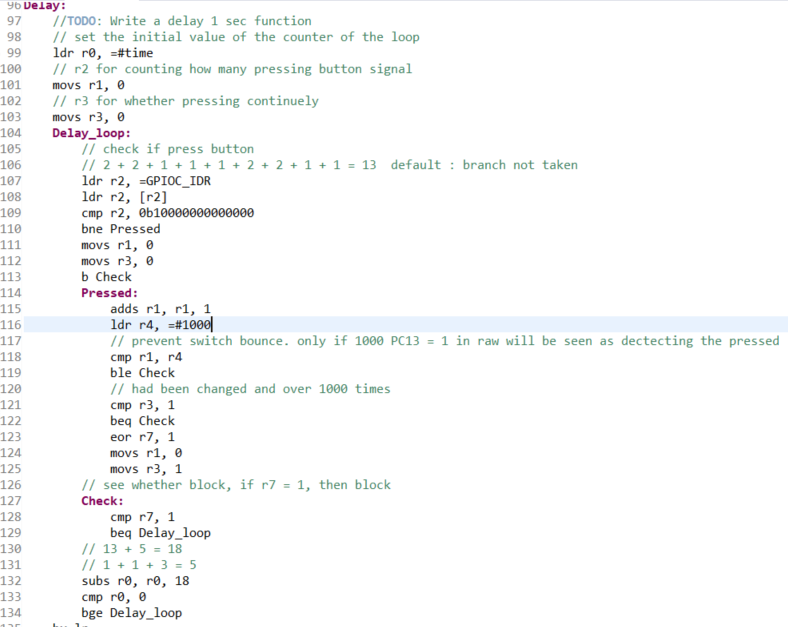 96 Delay:
97 //TODO: Write a delay 1 sec function
98 // set the initial value of the counter of the loop
99 ldr r0, =#time
100 // r2 for counting how many pressing button signal
101 movs r1, 0
102 // r3 for whether pressing continuely
103 movs r3, 0
104 Delay_loop:
105 // check if press button
106 // 2 + 2 + 1 + 1 + 1 + 2 + 2 + 1 + 1 = 13  default : branch not taken
107 ldr r2, =GPIOC_IDR
108 ldr r2, [r2]
109 cmp r2, 0b10000000000000
110 bne Pressed
111 movs r1, 0
112 movs r3, 0
113 b Check
114 Pressed:
115 adds r1, r1, 1
116 ldr r4, =#1000
117 // prevent switch bounce. only if 1000 PC13 = 1 in raw will be seen as dectecting the pressed
118 cmp r1, r4
119 ble Check
120 // had been changed and over 1000 times
121 cmp r3, 1
122 beq Check
123 eor r7, 1
124 movs r1, 0
125 movs r3, 1
126 // see whether block, if r7 = 1, then block
127 Check:
128 cmp r7, 1
129 beq Delay_loop
130 // 13 + 5 = 18
131 // 1 + 1 + 3 = 5
132 subs r0, r0, 18
133 cmp r0, 0
134 bge Delay_loop